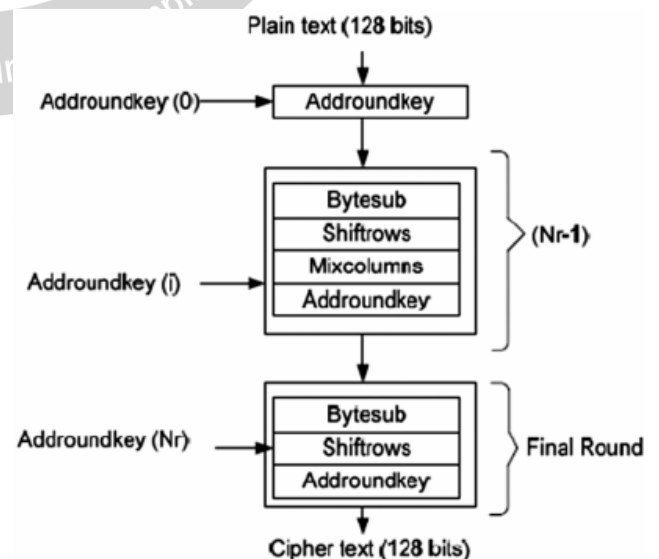 Plain text (128 bits)
Addroundkey (0)
Addroundkey
Bytesub
Shiftrows
Mixcolumns
Addroundkey
(Nr-1)
Addroundkey (i)
Bytesub
Shiftrows
Addroundkey
Addroundkey (Nr)
Final Round
Cipher text (128 bits)